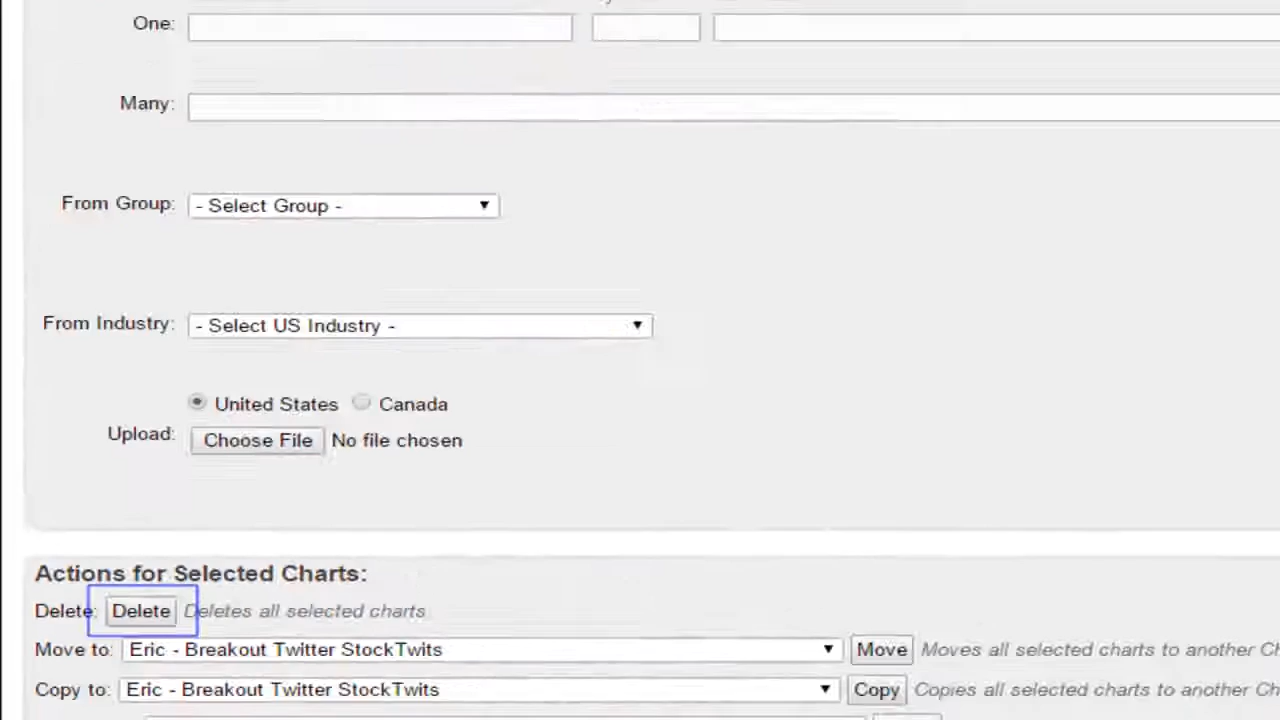 One:
Many:
From Group: - Select Group -
From Industry: - Select US Industry -
United States Canada
Upload: Choose File No file chosen
Actions for Selected Charts:
Delete: Delete Deletes all selected charts
Move to: Eric - Breakout Twitter StockTwits Move Moves all selected charts to another Ch
Copy to: Eric - Breakout Twitter StockTwits Copy Copies all selected charts to another Ch